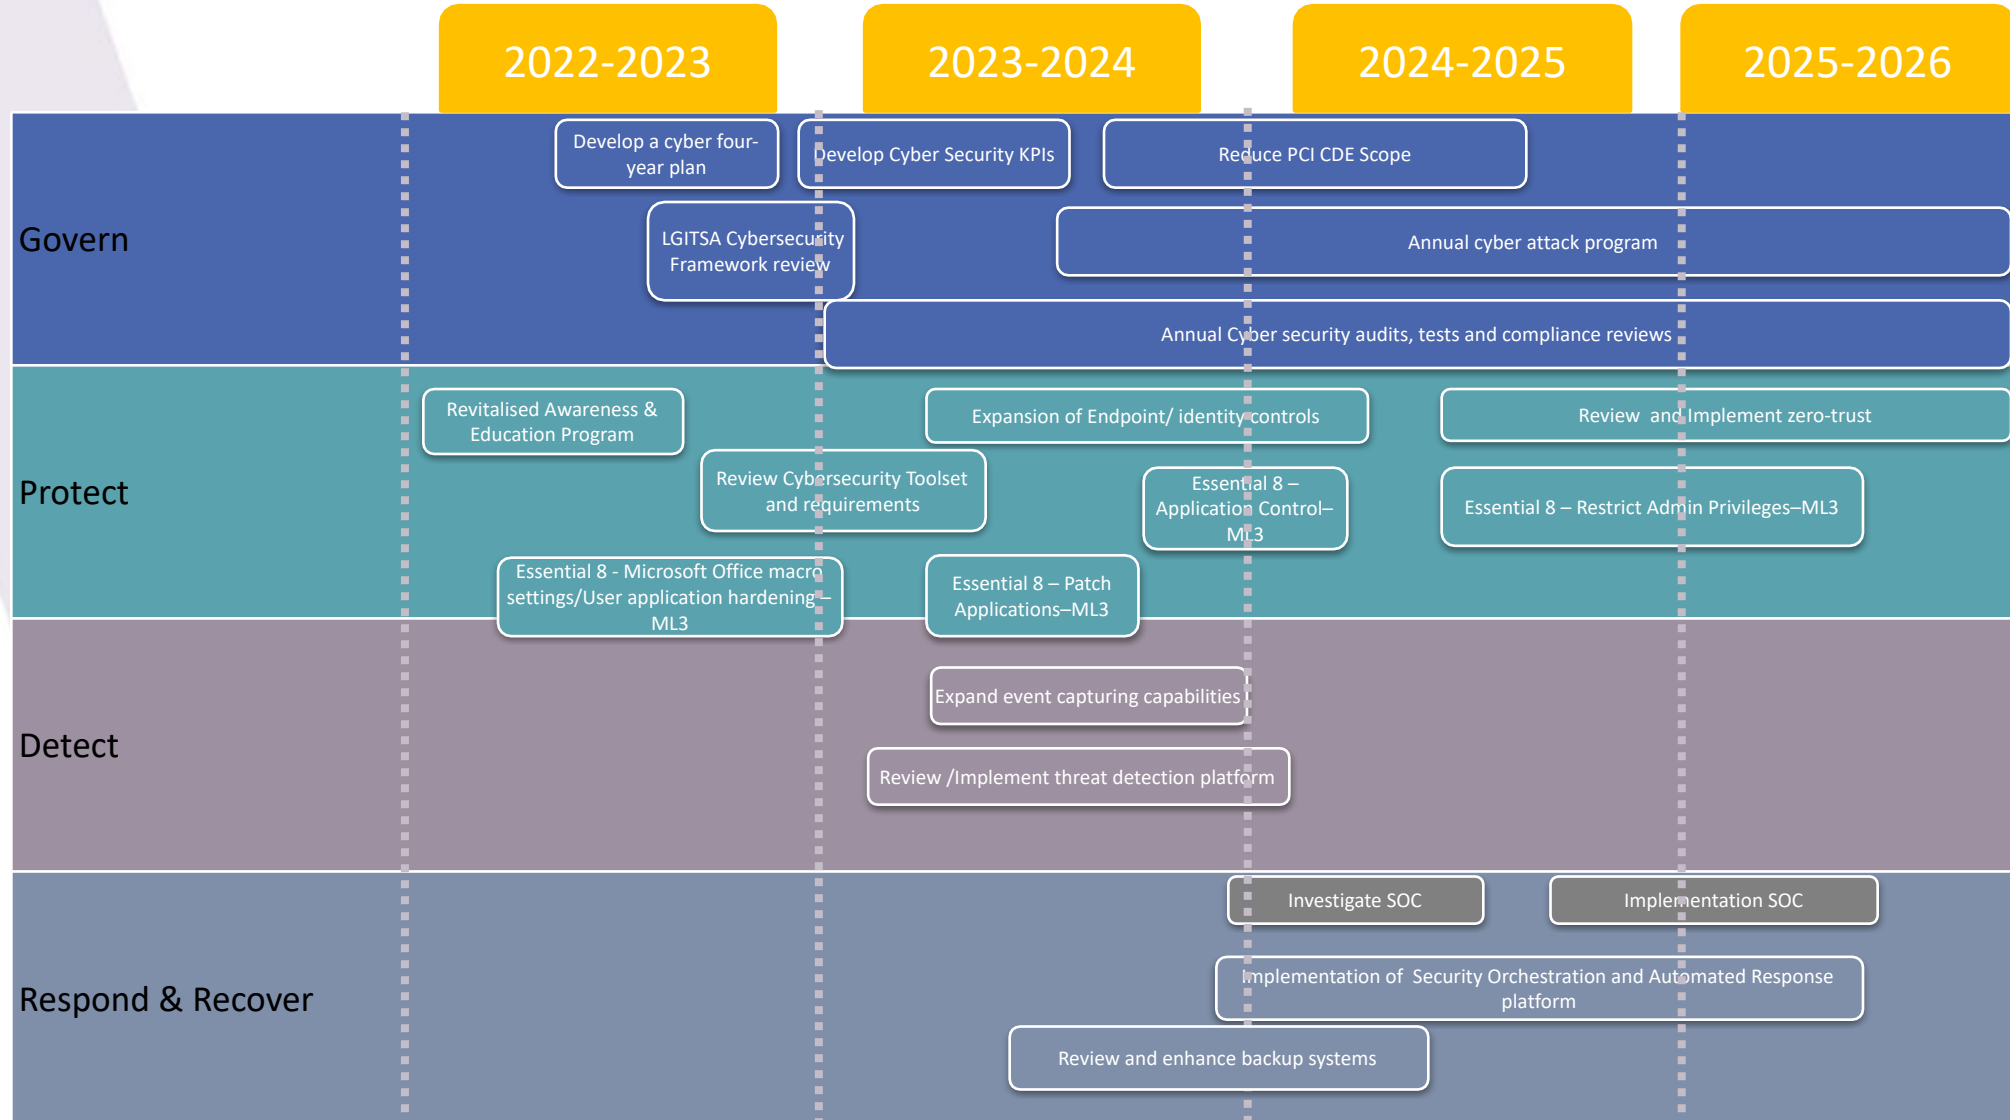 2022-2023
2023-2024
2024-2025
2025-2026
Govern
Develop a cyber four-
year plan
Develop Cyber Security KPIs
Reduce PCI CDE Scope
LGITSA Cybersecurity
Framework review
Annual cyber attack program
Annual Cyber security audits, tests and compliance reviews
Protect
Revitalised Awareness &
Education Program
Expansion of Endpoint/ identity controls
Review  and Implement zero-trust
Review Cybersecurity Toolset
and requirements
Essential 8 –
Application Control–
ML3
Essential 8 – Restrict Admin Privileges–ML3
Essential 8 - Microsoft Office macro
settings/User application hardening –
ML3
Essential 8 – Patch
Applications–ML3
Detect
Expand event capturing capabilities
Review /Implement threat detection platform
Respond & Recover
Investigate SOC
Implementation SOC
Implementation of  Security Orchestration and Automated Response
platform
Review and enhance backup systems